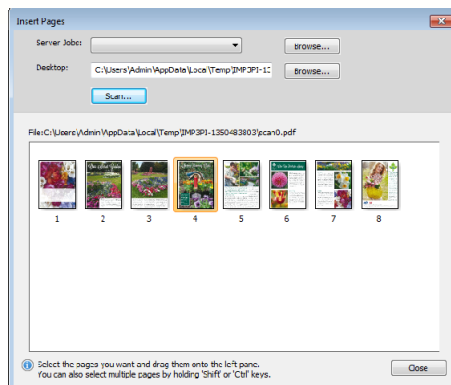 Insert Pages
Server Jobs:
Browse...
Desktop:
C:\Users\Admin\AppData\Local\Temp\IMP3PI-13
Browse...
Scan...
File:C:\Users\Admin\AppData\Local\Temp\IMP3PI-1350483803\scan0.pdf
1 2 3 4 5 6 7 8
Select the pages you want and drag them onto the left pane.
You can also select multiple pages by holding 'Shift' or 'Ctrl' keys.
Close